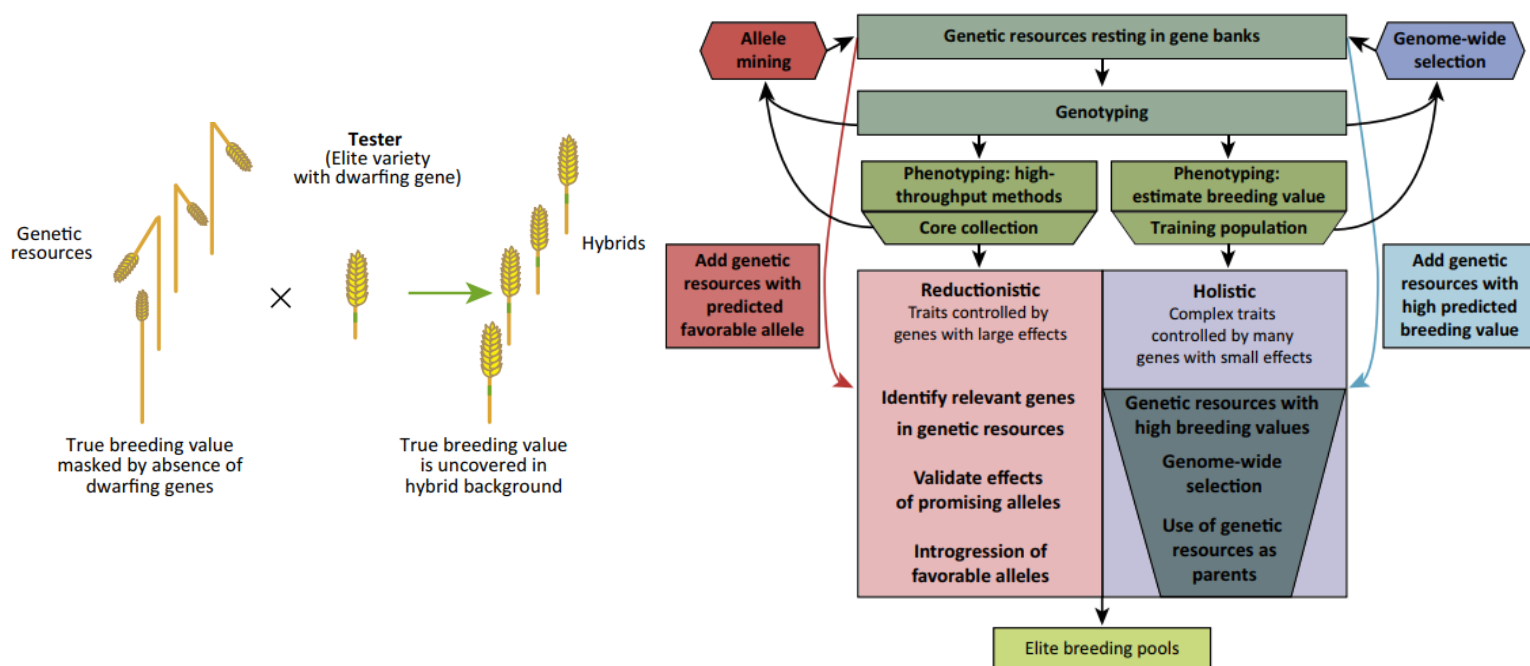 Genetic
resources
Tester
(Elite variety
with dwarfing gene)
Hybrids
True breeding value
masked by absence of
dwarfing genes
True breeding value
is uncovered in
hybrid background
Allele
mining
Genetic resources resting in gene banks
Genome-wide
selection
Genotyping
Phenotyping: high-
throughput methods
Core collection
Phenotyping:
estimate breeding value
Training population
Add genetic
resources with
predicted
favorable allele
Reductionistic
Traits controlled by
genes with large effects
Identify relevant genes
in genetic resources
Validate effects
of promising alleles
Introgression of
favorable alleles
Holistic
Complex traits
controlled by many
genes with small effects
Genetic resources with
high breeding values
Genome-wide
selection
Use of genetic
resources as
parents
Add genetic
resources with
high predicted
breeding value
Elite breeding pools